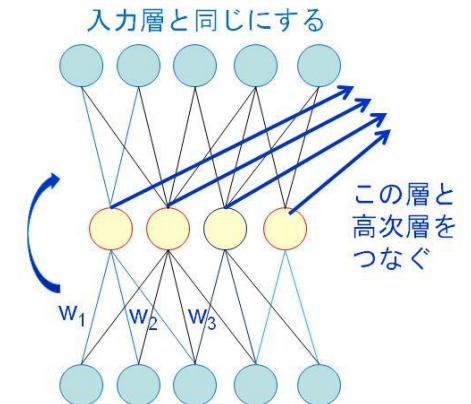 入力層と同じにする
この層と
高次層を
つなぐ
w₁ w₂ w₃